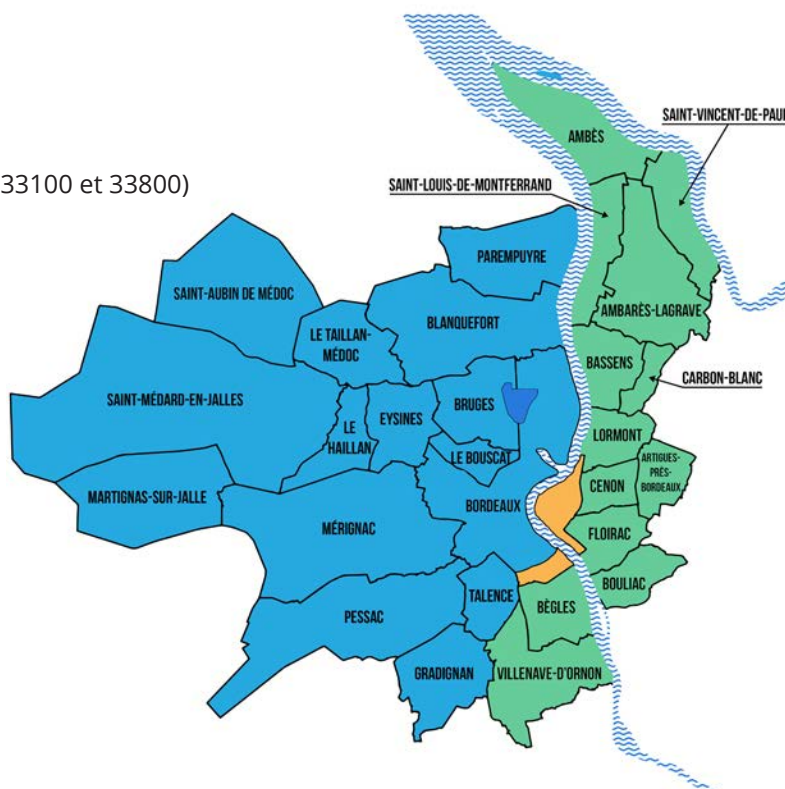 33100 et 33800)
SAINT-VINCENT-DE-PAUL
AMBÈS
SAINT-LOUIS-DE-MONTFERRAND
PAREMPUYRE
SAINT-AUBIN DE MÉDOC
AMBARÈS-LAGRAVE
BLANQUEFORT
LE TAILLAN-
MÉDOC
BASSENS
CARBON-BLANC
SAINT-MÉDARD-EN-JALLES
BRUGES
EYSINES
LE
HAILLAN
LORMONT
LE BOUSCAT
ARTIGUES-
PRÈS-
BORDEAUX
CENON
MARTIGNAS-SUR-JALLE
BORDEAUX
MÉRIGNAC
FLOIRAC
BOULIAC
TALENCE
BÈGLES
PESSAC
GRADIGNAN
VILLENAVE-D'ORNON